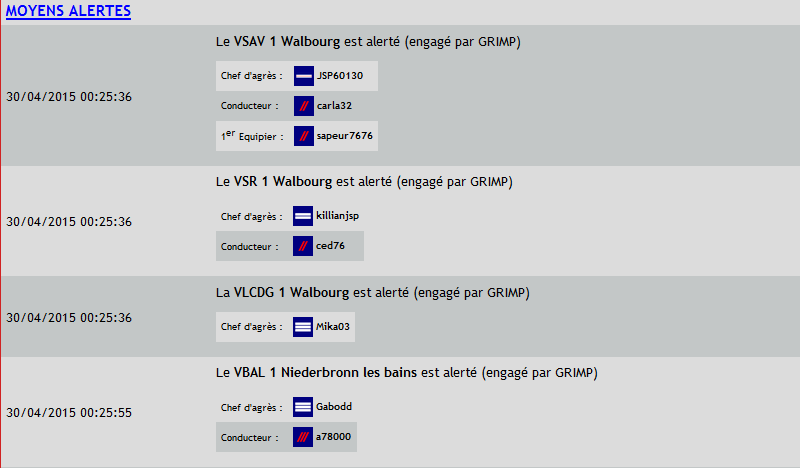 MOYENS ALERTES
Le VSAV 1 Walbourg est alerté (engagé par GRIMP)
Chef d'agrès : JSP60130
30/04/2015 00:25:36
Conducteur : carla32
1er Equipier : sapeur7676
Le VSR 1 Walbourg est alerté (engagé par GRIMP)
Chef d'agrès : killianjsp
30/04/2015 00:25:36
Conducteur : ced76
La VLCDG 1 Walbourg est alerté (engagé par GRIMP)
30/04/2015 00:25:36
Chef d'agrès : Mika03
Le VBAL 1 Niederbronn les bains est alerté (engagé par GRIMP)
Chef d'agrès : Gabodd
30/04/2015 00:25:55
Conducteur : a78000